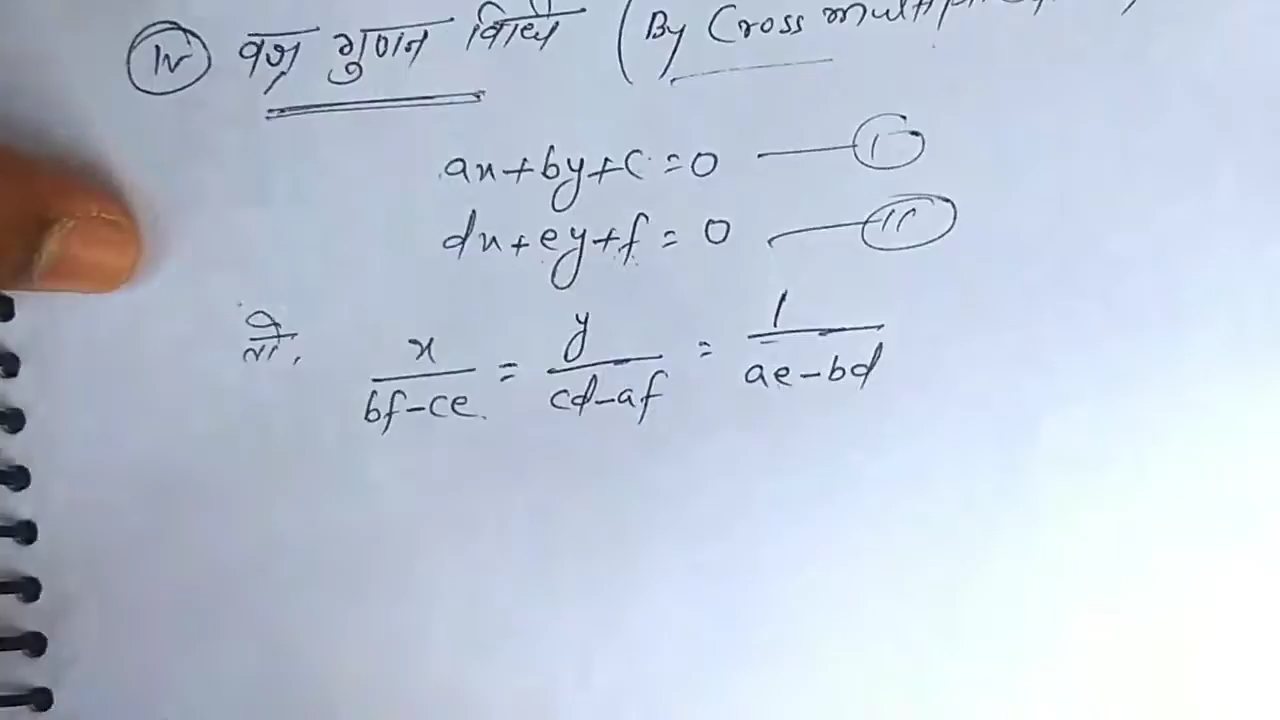 (IV) वज्र गुणन विधि (By Cross
ax+by+c=0 — (I)
dx+ey+f=0 — (II)
x/(bf-ce) = y/(cd-af) = 1/(ae-bd)